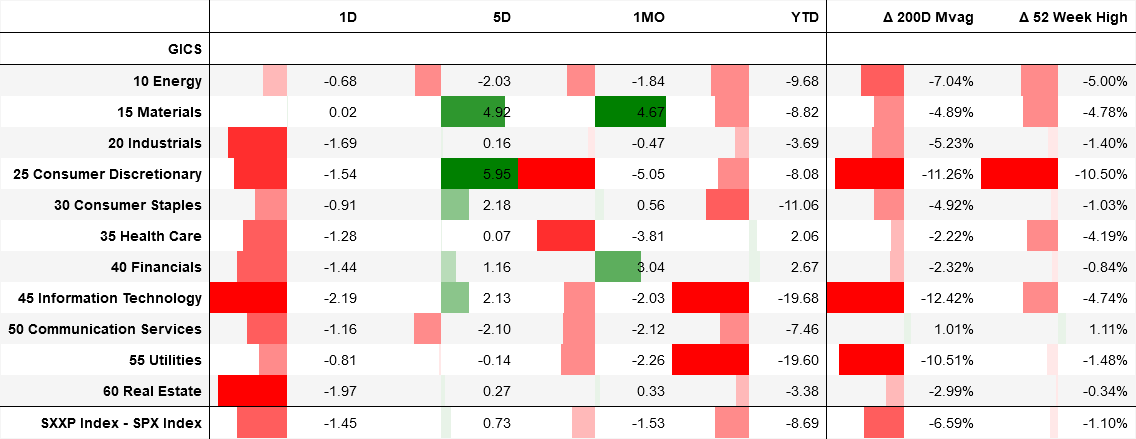 1D 5D 1MO YTD Δ 200D Mvag Δ 52 Week High
GICS
10 Energy -0.68 -2.03 -1.84 -9.68 -7.04% -5.00%
15 Materials 0.02 4.92 4.67 -8.82 -4.89% -4.78%
20 Industrials -1.69 0.16 -0.47 -3.69 -5.23% -1.40%
25 Consumer Discretionary -1.54 5.95 -5.05 -8.08 -11.26% -10.50%
30 Consumer Staples -0.91 2.18 0.56 -11.06 -4.92% -1.03%
35 Health Care -1.28 0.07 -3.81 2.06 -2.22% -4.19%
40 Financials -1.44 1.16 3.04 2.67 -2.32% -0.84%
45 Information Technology -2.19 2.13 -2.03 -19.68 -12.42% -4.74%
50 Communication Services -1.16 -2.10 -2.12 -7.46 1.01% 1.11%
55 Utilities -0.81 -0.14 -2.26 -19.60 -10.51% -1.48%
60 Real Estate -1.97 0.27 0.33 -3.38 -2.99% -0.34%
SXXP Index - SPX Index -1.45 0.73 -1.53 -8.69 -6.59% -1.10%